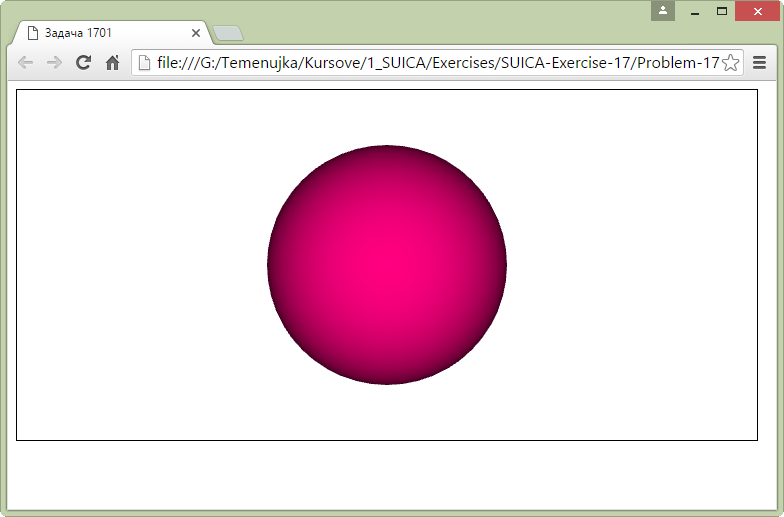 Задача 1701
file:///G:/Temenujka/Kursove/1_SUICA/Exercises/SUICA-Exercise-17/Problem-17